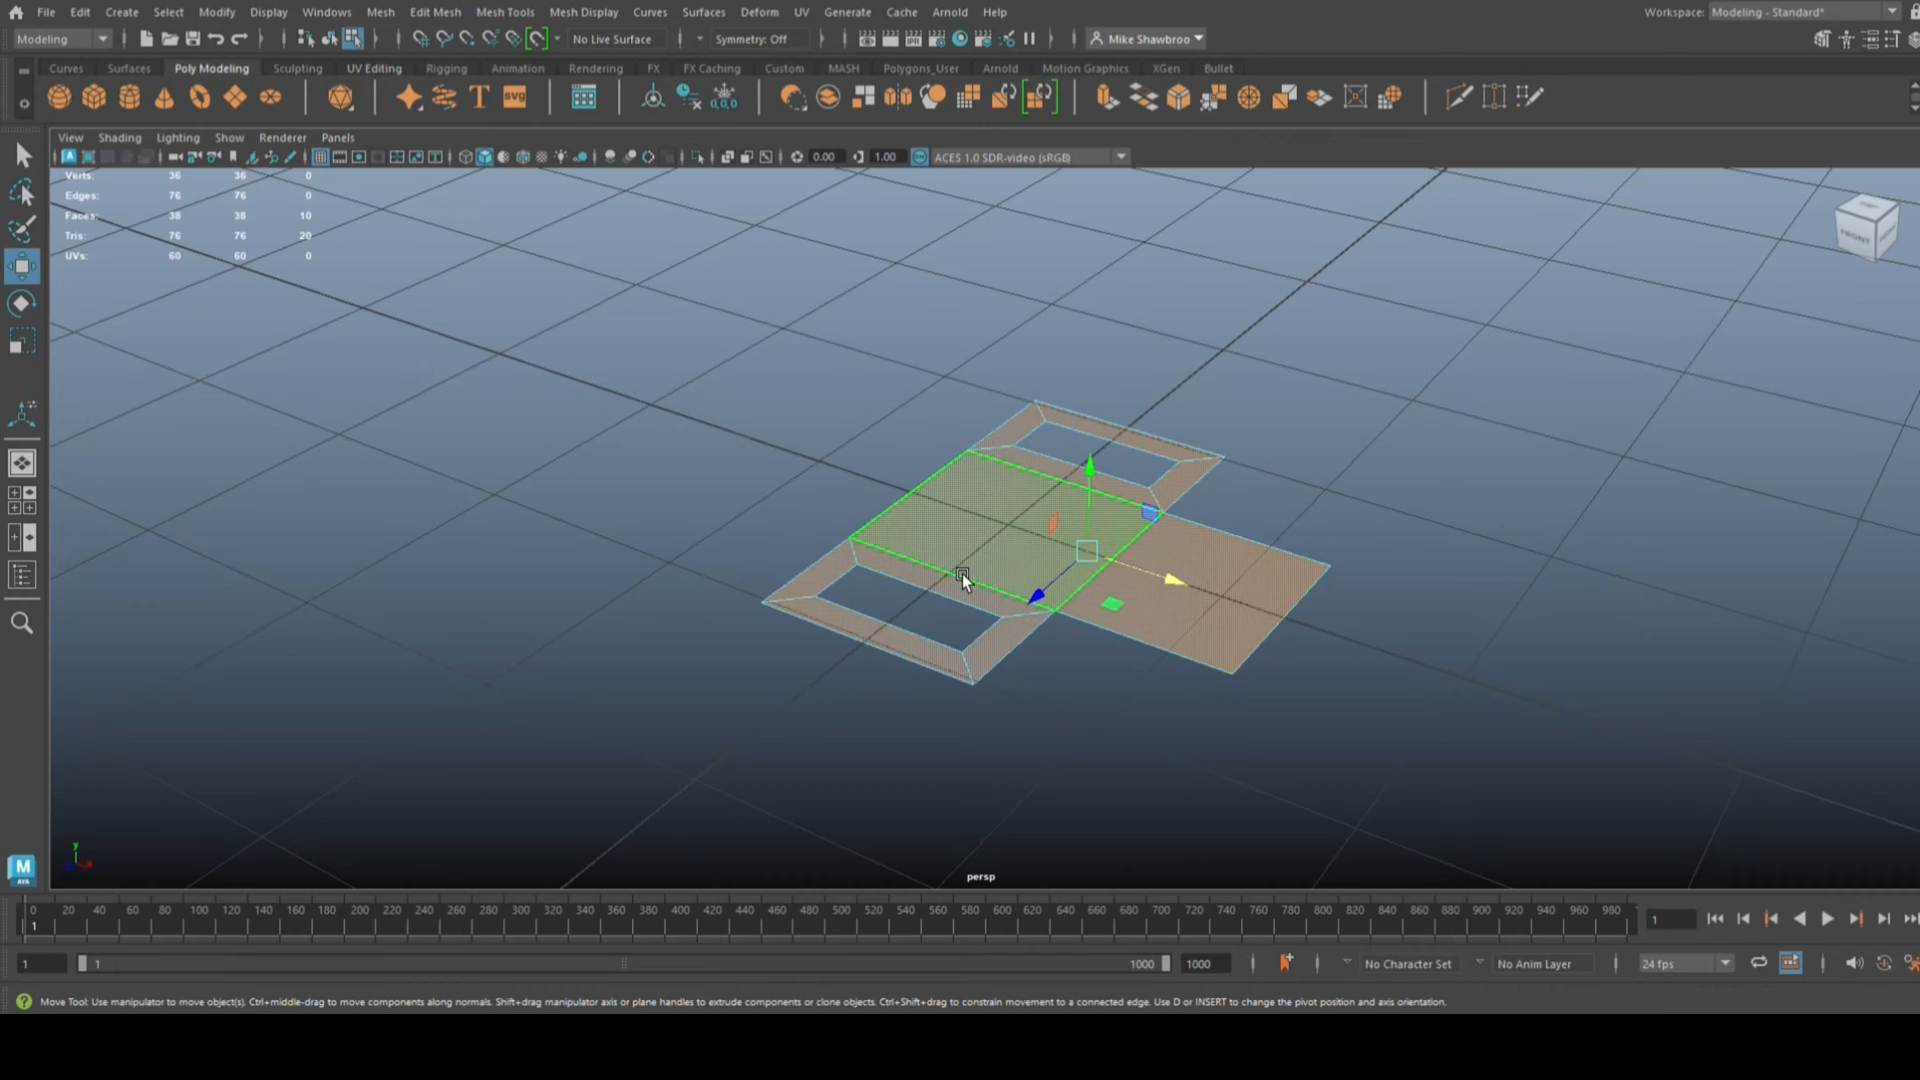 File Edit Create Select Modify Display Windows Mesh Edit Mesh Mesh Tools Mesh Display Curves Surfaces Deform UV Generate Cache Arnold Help Workspace: Modeling - Standard*
Modeling No Live Surface Symmetry: Off Mike Shawbroo
Curves Surfaces Poly Modeling Sculpting UV Editing Rigging Animation Rendering FX FX Caching Custom MASH Polygons_User Arnold Motion Graphics XGen Bullet
T SVG 0,0,0
View Shading Lighting Show Renderer Panels
0.00 1.00 ACES 1.0 SDR-video (sRGB)
Verts: 36 36 0
Edges: 76 76 0
Faces: 38 38 10
Tris: 76 76 20
UVs: 60 60 0
FRONT
y
M
persp
0 20 40 60 80 100 120 140 160 180 200 220 240 260 280 300 320 340 360 380 400 420 440 460 480 500 520 540 560 580 600 620 640 660 680 700 720 740 760 780 800 820 840 860 880 900 920 940 960 980
1 1
1 1 1000 1000 No Character Set No Anim Layer 24 fps
Move Tool: Use manipulator to move object(s). Ctrl+middle-drag to move components along normals. Shift+drag manipulator axis or plane handles to extrude components or clone objects. Ctrl+Shift+drag to constrain movement to a connected edge. Use D or INSERT to change the pivot position and axis orientation.